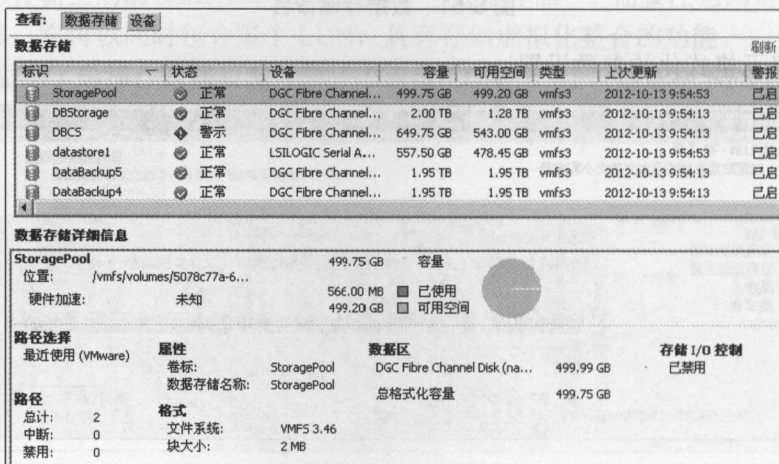 查看: 数据存储 设备
数据存储 刷新
标识 状态 设备 容量 可用空间 类型 上次更新 警报
StoragePool 正常 DGC Fibre Channel... 499.75 GB 499.20 GB vmfs3 2012-10-13 9:54:53 已启
DBStorage 正常 DGC Fibre Channel... 2.00 TB 1.28 TB vmfs3 2012-10-13 9:54:13 已启
DBCS 警示 DGC Fibre Channel... 649.75 GB 543.00 GB vmfs3 2012-10-13 9:54:13 已启
datastore1 正常 LSILOGIC Serial A... 557.50 GB 478.45 GB vmfs3 2012-10-13 9:54:13 已启
DataBackup5 正常 DGC Fibre Channel... 1.95 TB 1.95 TB vmfs3 2012-10-13 9:54:13 已启
DataBackup4 正常 DGC Fibre Channel... 1.95 TB 1.95 TB vmfs3 2012-10-13 9:54:13 已启
数据存储详细信息
StoragePool 499.75 GB 容量
位置: /vmfs/volumes/5078c77a-6...
硬件加速: 未知 566.00 MB 已使用
499.20 GB 可用空间
路径选择
最近使用 (VMware)
路径
总计: 2
中断: 0
禁用: 0
属性
卷标: StoragePool
数据存储名称: StoragePool
格式
文件系统: VMFS 3.46
块大小: 2 MB
数据区
DGC Fibre Channel Disk (na... 499.99 GB
总格式化容量 499.75 GB
存储 I/O 控制
已禁用